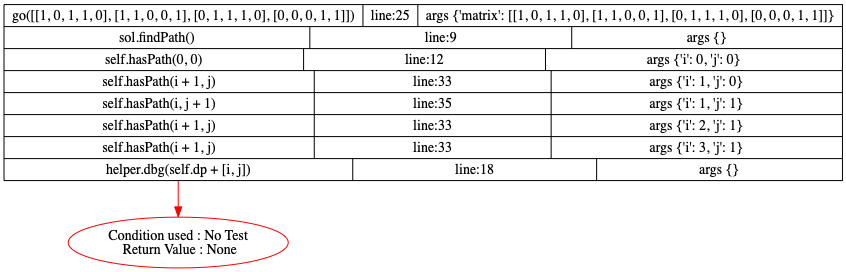 go([[1, 0, 1, 1, 0], [1, 1, 0, 0, 1], [0, 1, 1, 1, 0], [0, 0, 0, 1, 1]]) line:25 args {'matrix': [[1, 0, 1, 1, 0], [1, 1, 0, 0, 1], [0, 1, 1, 1, 0], [0, 0, 0, 1, 1]]}
sol.findPath() line:9 args {}
self.hasPath(0, 0) line:12 args {'i': 0, 'j': 0}
self.hasPath(i + 1, j) line:33 args {'i': 1, 'j': 0}
self.hasPath(i, j + 1) line:35 args {'i': 1, 'j': 1}
self.hasPath(i + 1, j) line:33 args {'i': 2, 'j': 1}
self.hasPath(i + 1, j) line:33 args {'i': 3, 'j': 1}
helper.dbg(self.dp + [i, j]) line:18 args {}
Condition used : No Test
Return Value : None